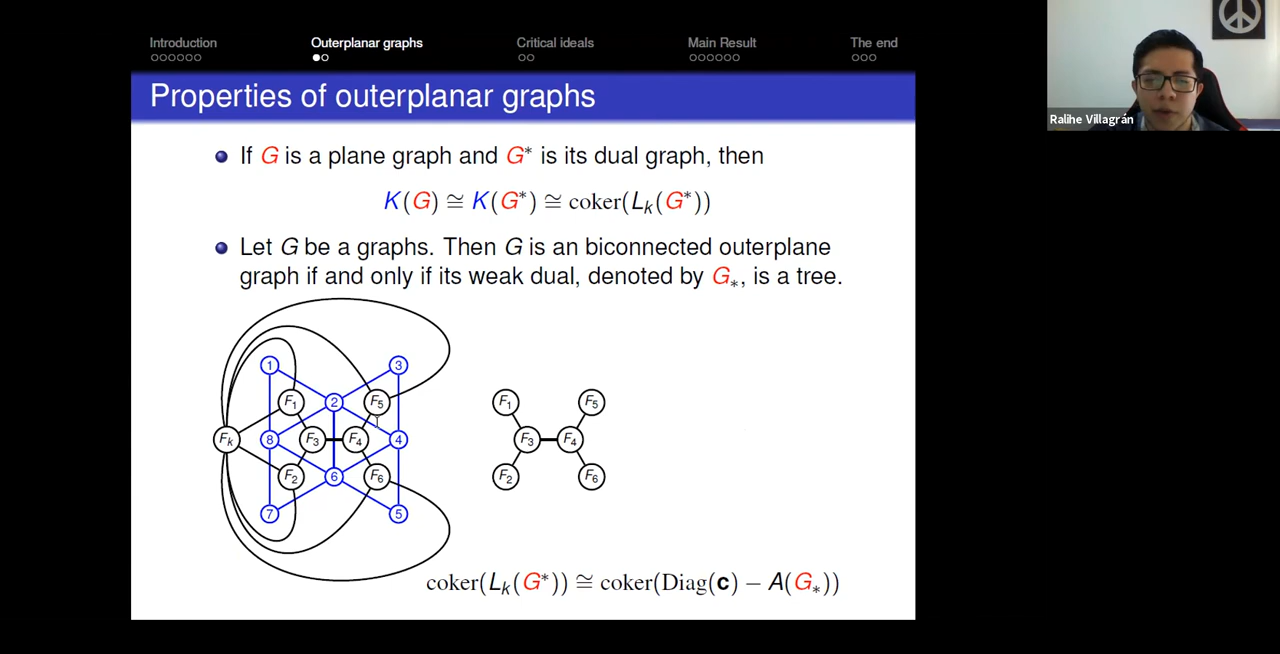 Introduction Outerplanar graphs Critical ideals Main Result The end
Properties of outerplanar graphs
If G is a plane graph and G* is its dual graph, then
K(G) ≅ K(G*) ≅ coker(L_k(G*))
Let G be a graphs. Then G is an biconnected outerplane
graph if and only if its weak dual, denoted by G_*, is a tree.
1 3
F_1 2 F_5 F_1 F_5
F_k 8 F_3 F_4 4 F_3 F_4
F_2 6 F_6 F_2 F_6
7 5
coker(L_k(G*)) ≅ coker(Diag(c) − A(G_*))
Ralihe Villagrán